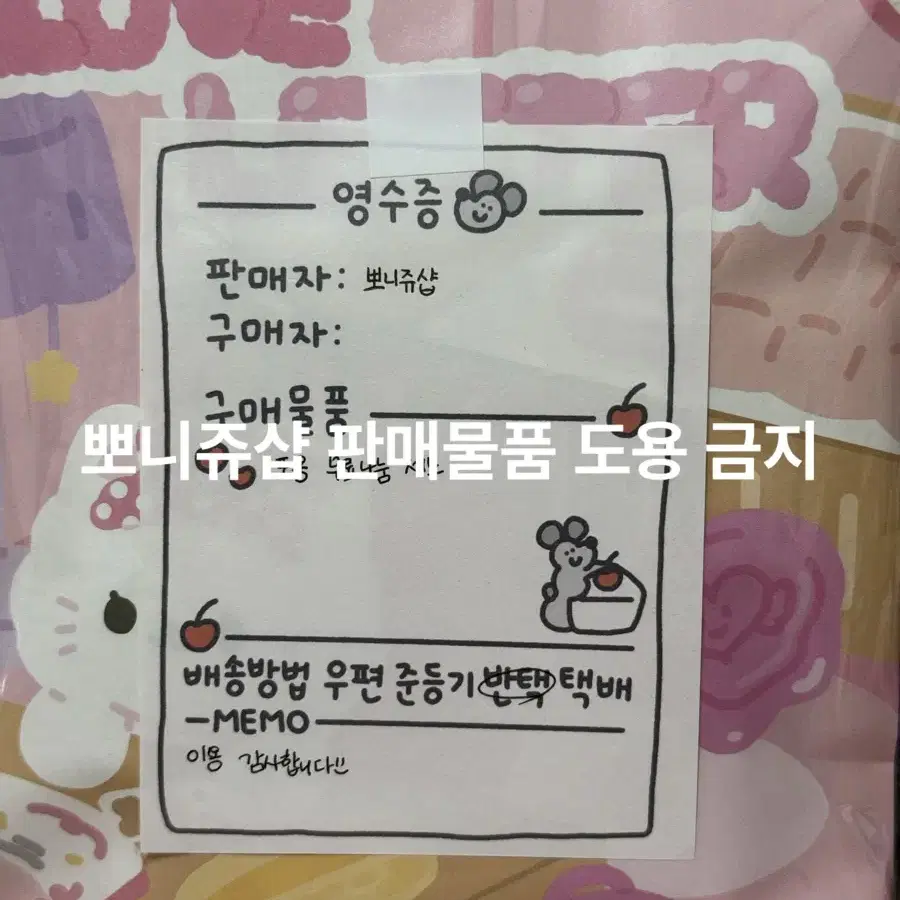 영수증
판매자: 뽀니쥬샵
구매자:
구매물품
뽀니쥬샵 판매물품 도용 금지
배송방법 우편 준등기 반택 택배
-MEMO
이용 감사합니다!!